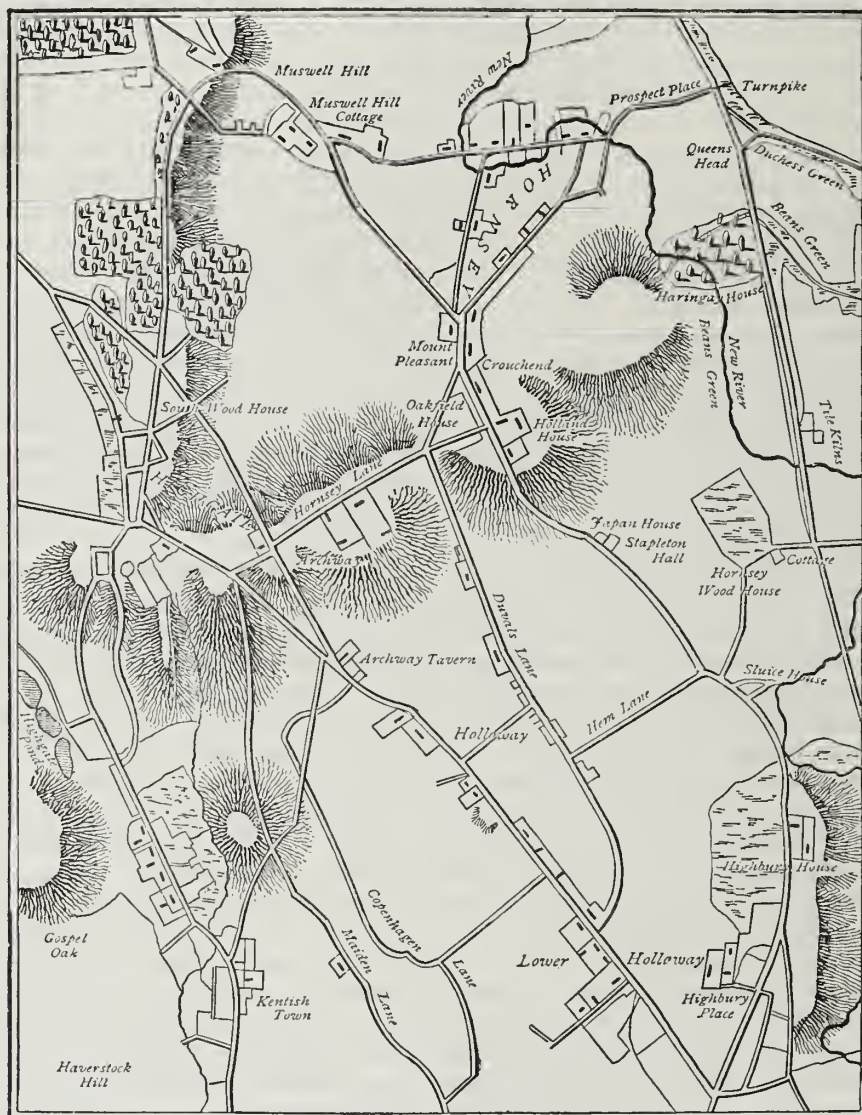 Muswell Hill
Muswell Hill
Cottage
New River
Prospect Place
Turnpike
Queens
Head
Duchess Green
Beans Green
HORNSEY
Haringay House
Mount
Pleasant
Crouchend
Beans Green
New River
South Wood House
Oakfield
House
Holland
House
Tile Kilns
Hornsey Lane
Archway
Japan House
Stapleton
Hall
Hornsey
Wood House
Cottage
Duvals Lane
Archway Tavern
Sluice House
Hem Lane
Holloway
Highgate
Ponds
Highbury House
Gospel
Oak
Copenhagen
Lane
Maiden
Lane
Lower Holloway
Highbury
Place
Kentish
Town
Haverstock
Hill